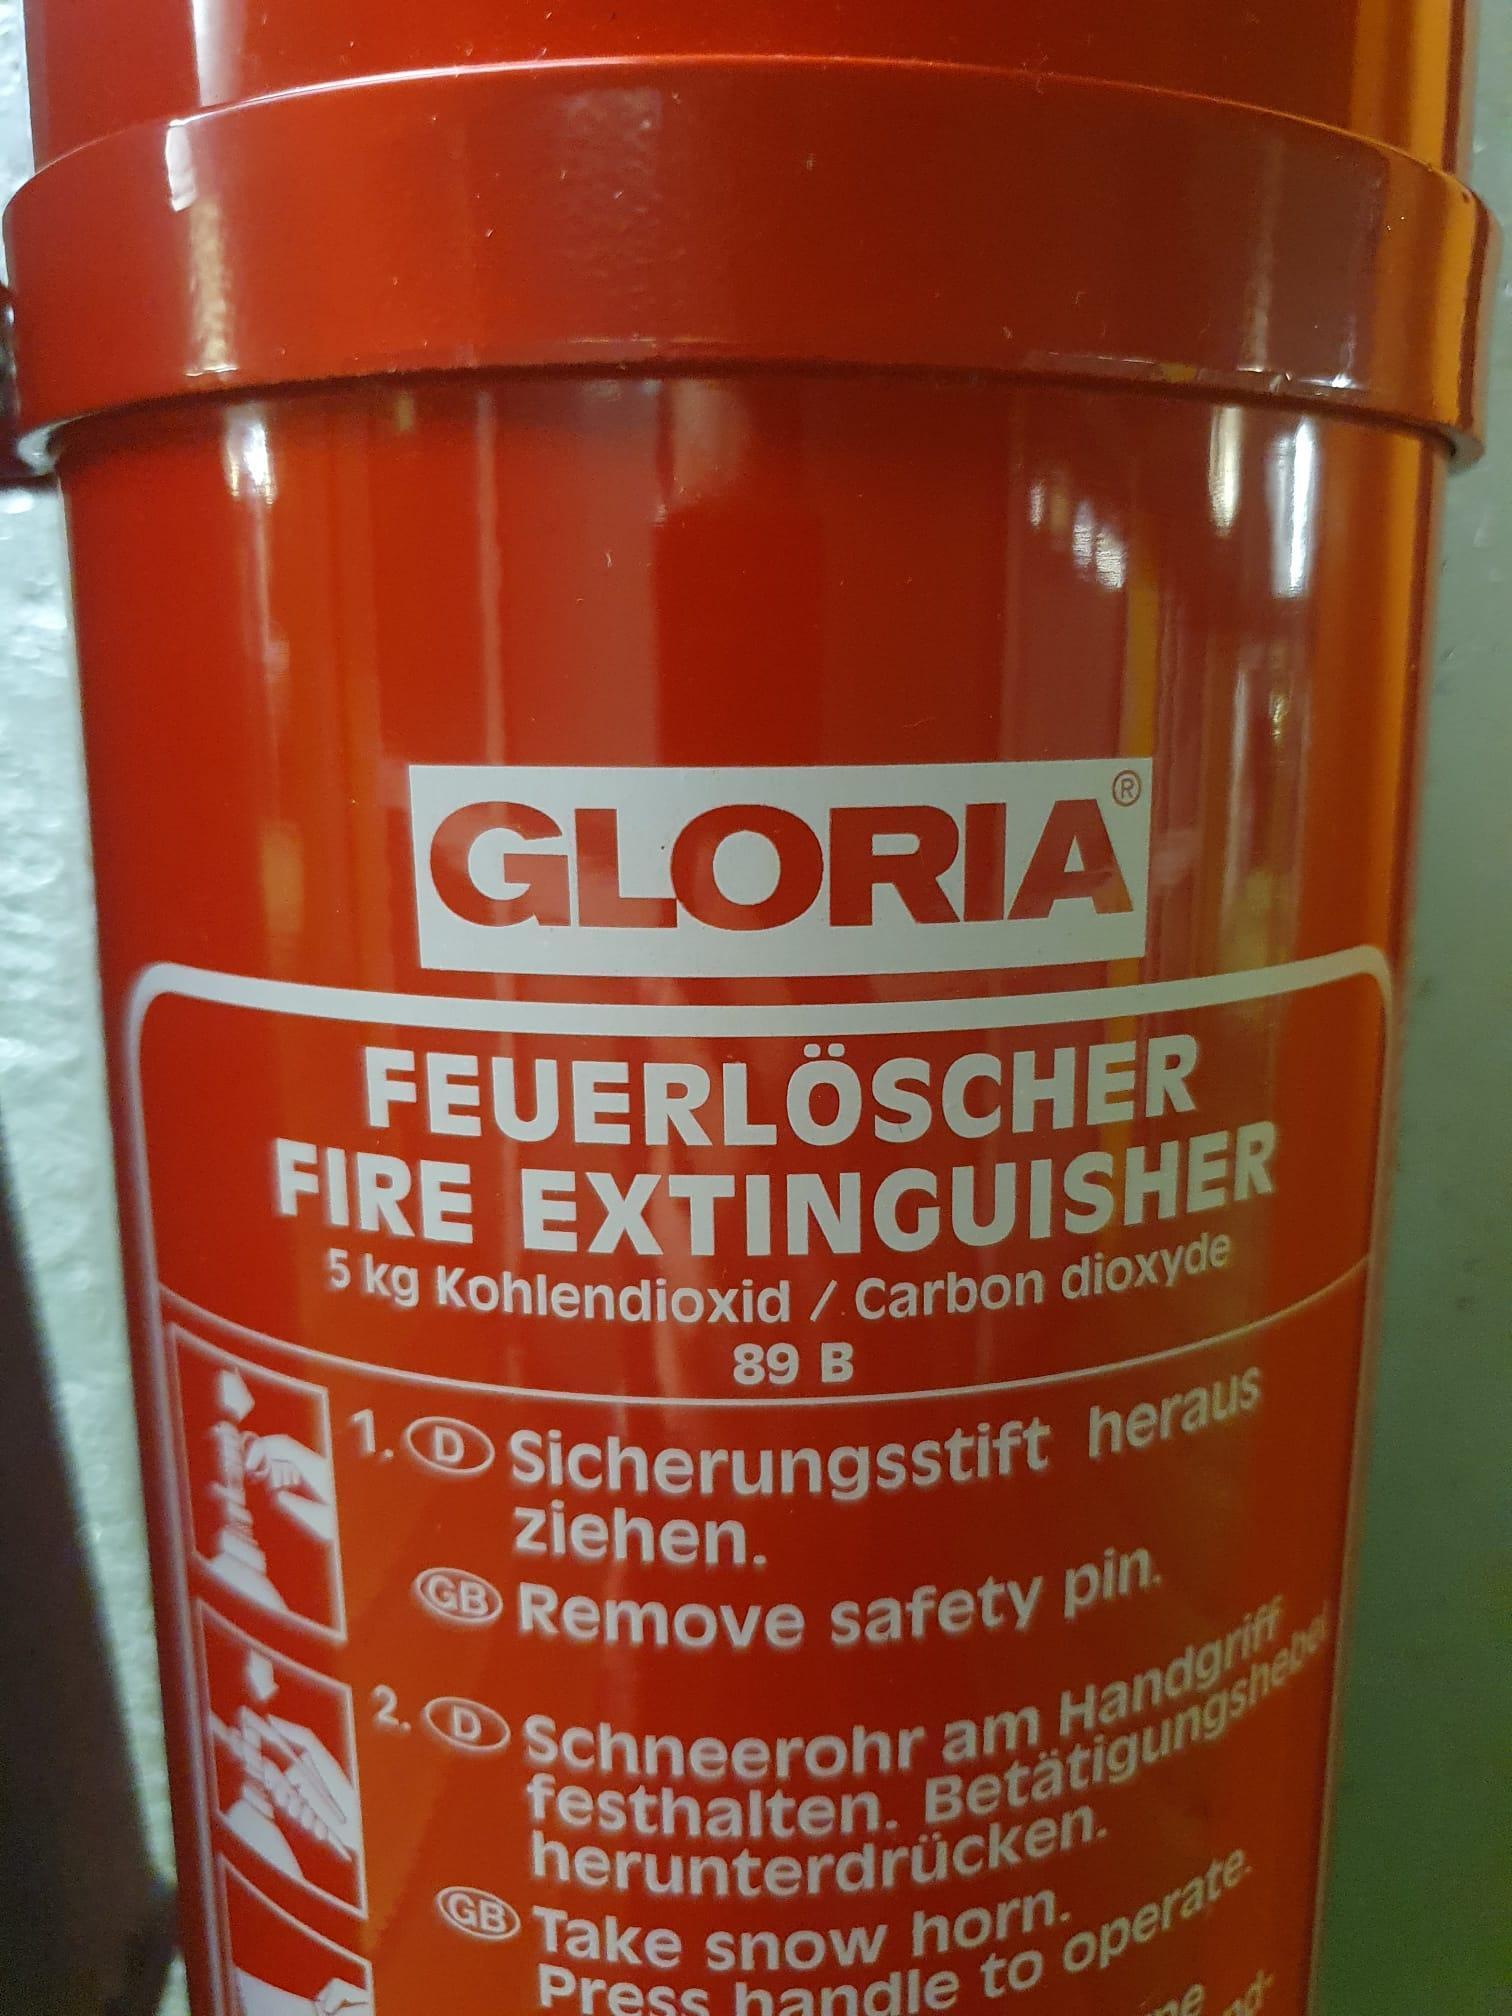 GLORIA®
FEUERLÖSCHER
FIRE EXTINGUISHER
5 kg Kohlendioxid / Carbon dioxyde
89 B
1. D Sicherungsstift heraus
ziehen.
GB Remove safety pin.
2. D Schneerohr am Handgriff
festhalten. Betätigungshebel
herunterdrücken.
GB Take snow horn.
Press handle to operate.